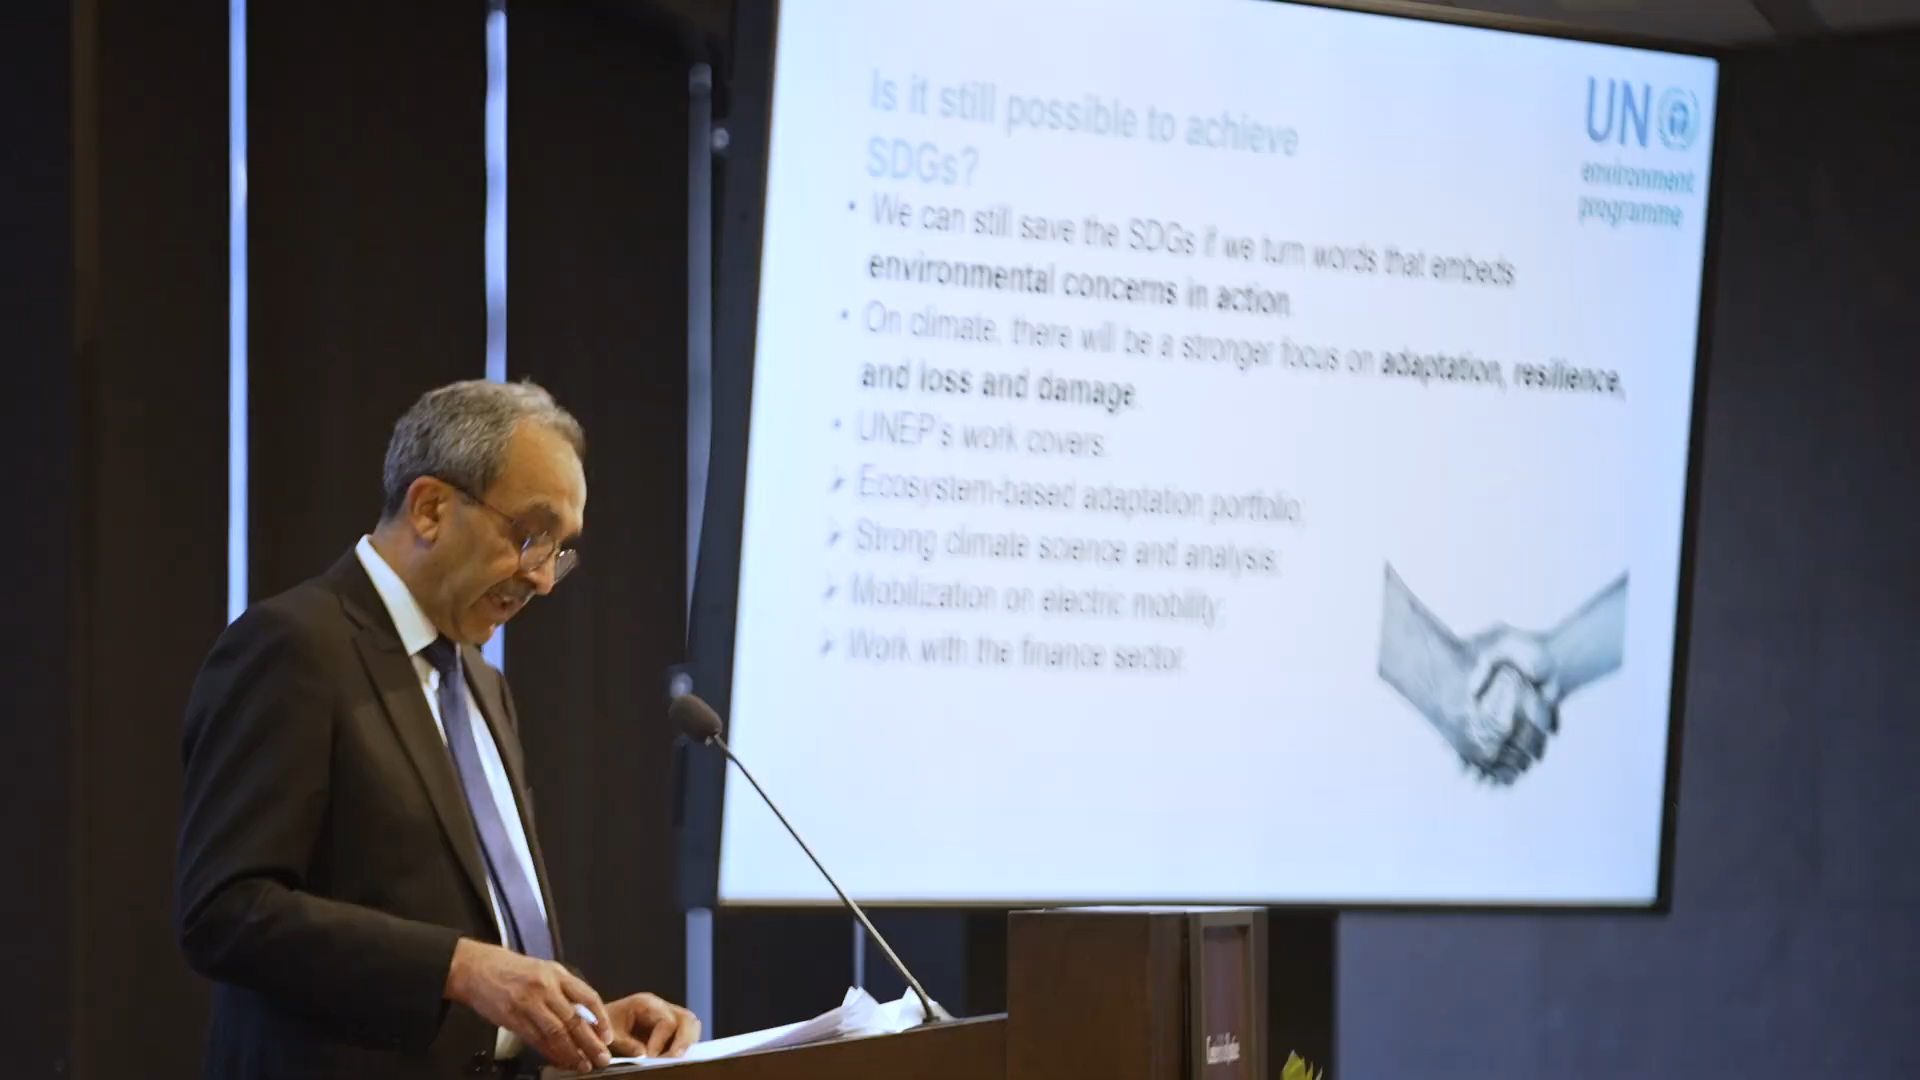 Is it still possible to achieve
SDGs?
UN
environment
programme
• We can still save the SDGs if we turn words that embeds
environmental concerns in action.
• On climate, there will be a stronger focus on adaptation, resilience,
and loss and damage.
• UNEP's work covers:
➢ Ecosystem-based adaptation portfolio;
➢ Strong climate science and analysis;
➢ Mobilization on electric mobility;
➢ Work with the finance sector.